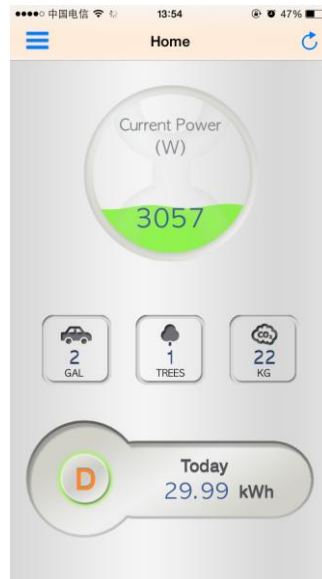 中国电信 13:54 47%
Home
Current Power
(W)
3057
CO₂
2 1 22
GAL TREES KG
D
Today
29.99 kWh